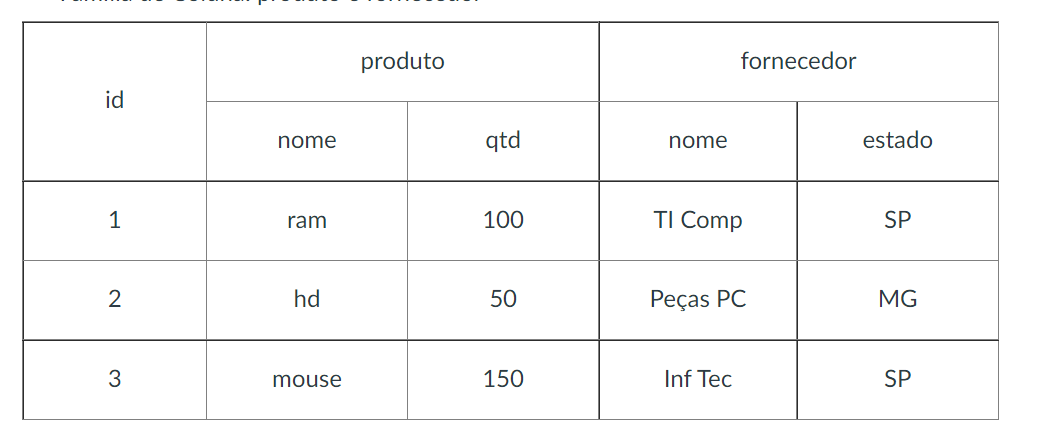 produto fornecedor
id
nome qtd nome estado
1 ram 100 TI Comp SP
2 hd 50 Peças PC MG
3 mouse 150 Inf Tec SP